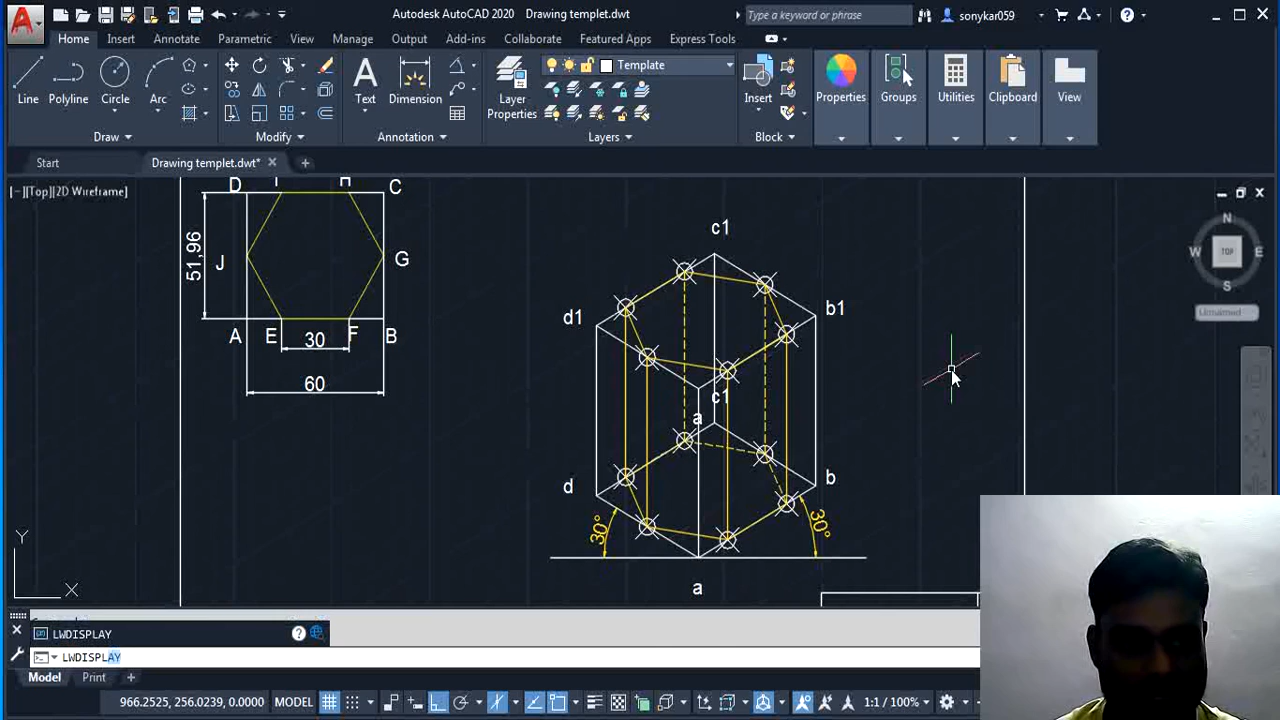 Autodesk AutoCAD 2020 Drawing templet.dwt
Type a keyword or phrase
sonykar059
Home Insert Annotate Parametric View Manage Output Add-ins Collaborate Featured Apps Express Tools
Template
Line Polyline Circle Arc
Text Dimension
Layer Properties
Insert
Properties Groups Utilities Clipboard View
Draw Modify Annotation Layers Block
Start Drawing templet.dwt*
[−][Top][2D Wireframe]
N
W TOP E
S
Unnamed
D I H C
51,96
J G
A E F B
30
60
c1
d1 b1
c1
a
d b
30° 30°
a
Y
X
LWDISPLAY
LWDISPLAY
Model Print
966.2525, 256.0239, 0.0000 MODEL 1:1 / 100%